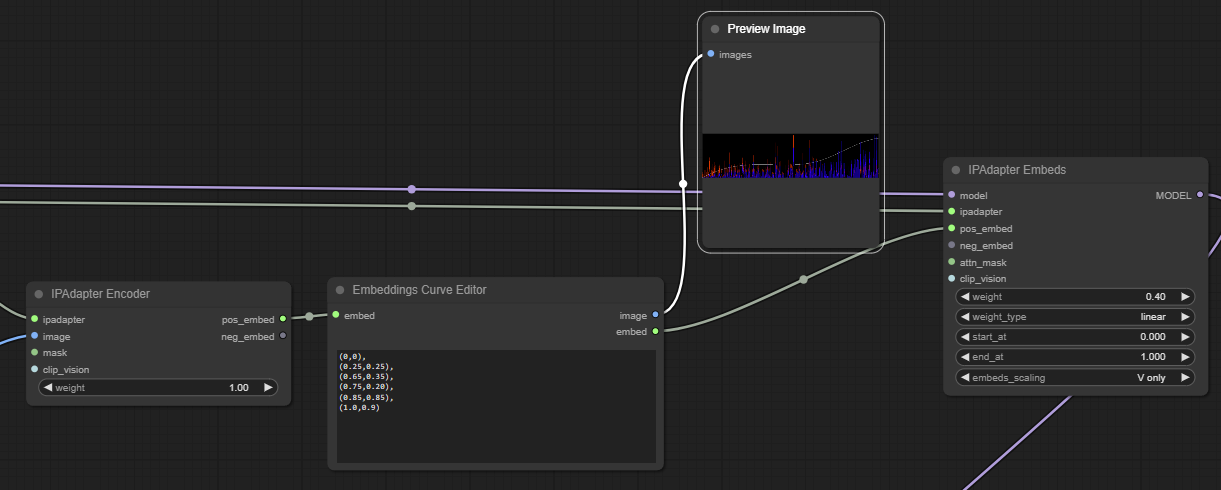 Preview Image
images
IPAdapter Embeds
model
MODEL
ipadapter
pos_embed
neg_embed
attn_mask
clip_vision
weight 0.40
weight_type linear
start_at 0.000
end_at 1.000
embeds_scaling V only
IPAdapter Encoder
ipadapter pos_embed
image neg_embed
mask
clip_vision
weight 1.00
Embeddings Curve Editor
embed image
embed
(0,0),
(0.25,0.25),
(0.65,0.35),
(0.75,0.20),
(0.85,0.85),
(1.0,0.9)